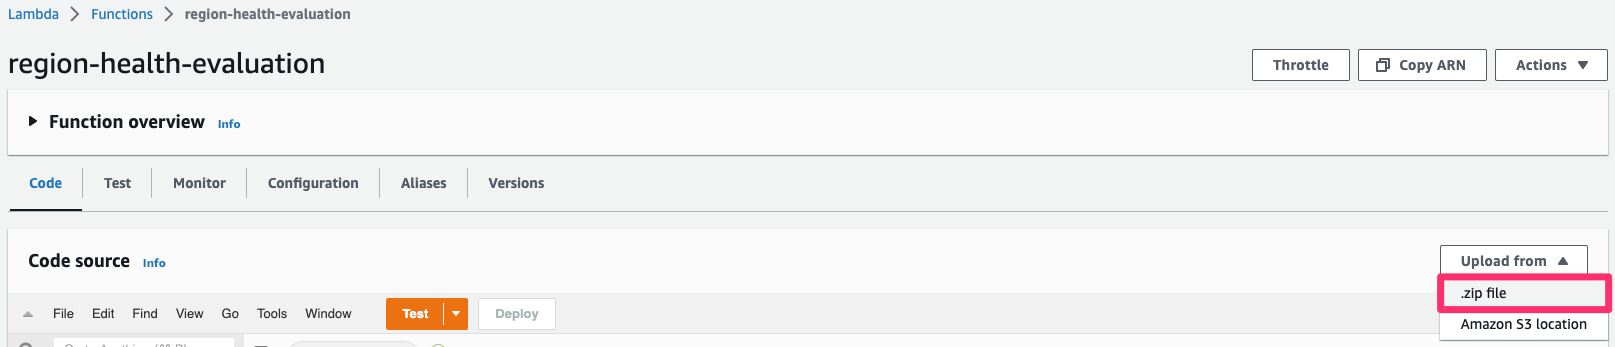 Lambda > Functions > region-health-evaluation
region-health-evaluation
Throttle
Copy ARN
Actions
Function overview Info
Code
Test
Monitor
Configuration
Aliases
Versions
Code source Info
Upload from
.zip file
Amazon S3 location
File Edit Find View Go Tools Window
Test
Deploy